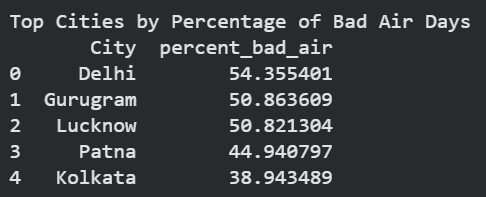 Top Cities by Percentage of Bad Air Days
City percent_bad_air
0 Delhi 54.355401
1 Gurugram 50.863609
2 Lucknow 50.821304
3 Patna 44.940797
4 Kolkata 38.943489